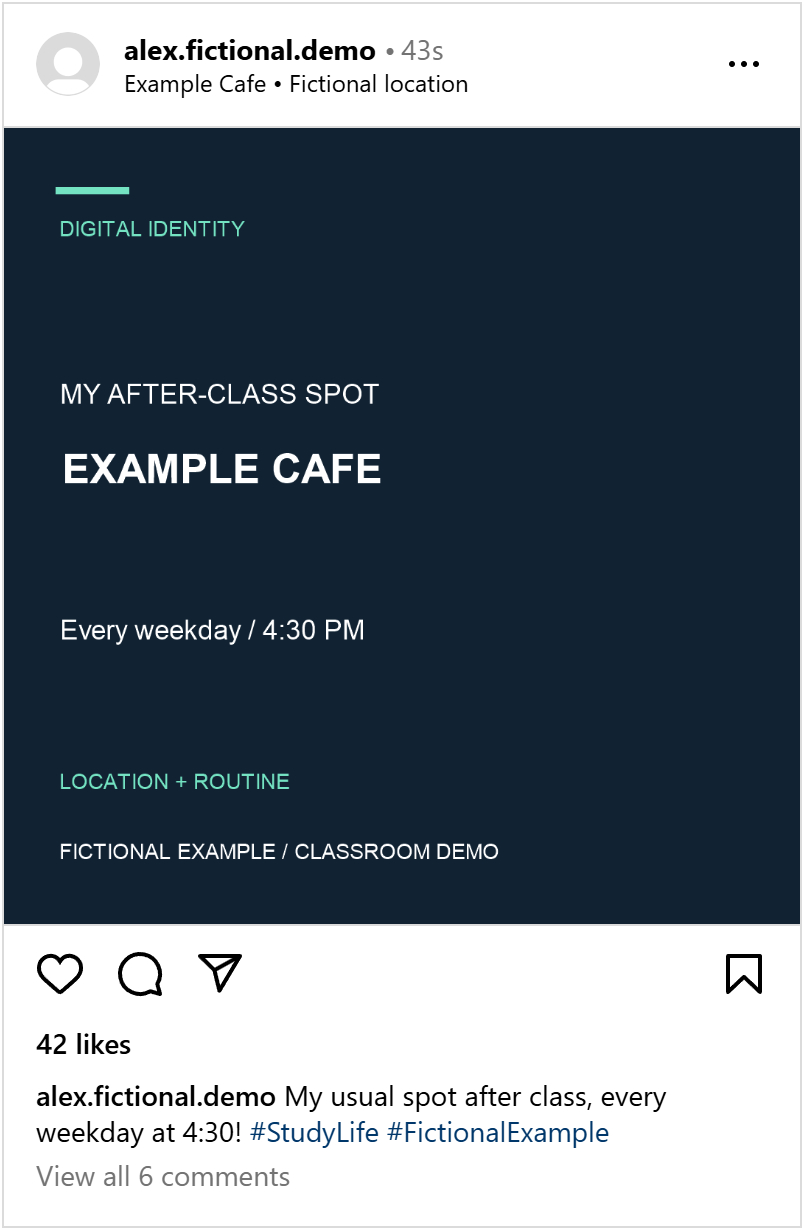 alex.fictional.demo • 43s
Example Cafe • Fictional location
DIGITAL IDENTITY
MY AFTER-CLASS SPOT
EXAMPLE CAFE
Every weekday / 4:30 PM
LOCATION + ROUTINE
FICTIONAL EXAMPLE / CLASSROOM DEMO
42 likes
alex.fictional.demo My usual spot after class, every
weekday at 4:30! #StudyLife #FictionalExample
View all 6 comments